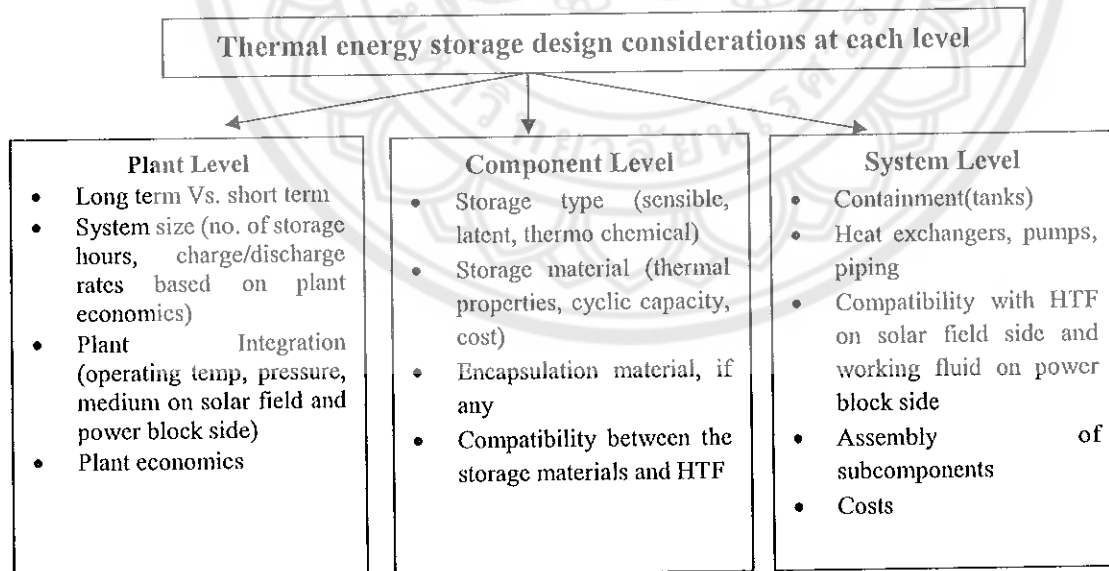 Thermal energy storage design considerations at each level
Plant Level
• Long term Vs. short term
• System size (no. of storage
hours, charge/discharge
rates based on plant
economics)
• Plant Integration
(operating temp, pressure,
medium on solar field and
power block side)
• Plant economics
Component Level
• Storage type (sensible,
latent, thermo chemical)
• Storage material (thermal
properties, cyclic capacity,
cost)
• Encapsulation material, if
any
• Compatibility between the
storage materials and HTF
System Level
• Containment(tanks)
• Heat exchangers, pumps,
piping
• Compatibility with HTF
on solar field side and
working fluid on power
block side
• Assembly of
subcomponents
• Costs